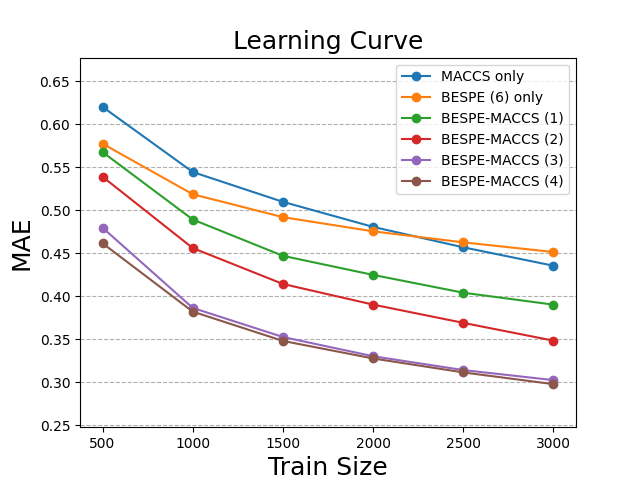 Learning Curve
MACCS only
BESPE (6) only
BESPE-MACCS (1)
BESPE-MACCS (2)
BESPE-MACCS (3)
BESPE-MACCS (4)
MAE
0.65
0.60
0.55
0.50
0.45
0.40
0.35
0.30
0.25
500 1000 1500 2000 2500 3000
Train Size